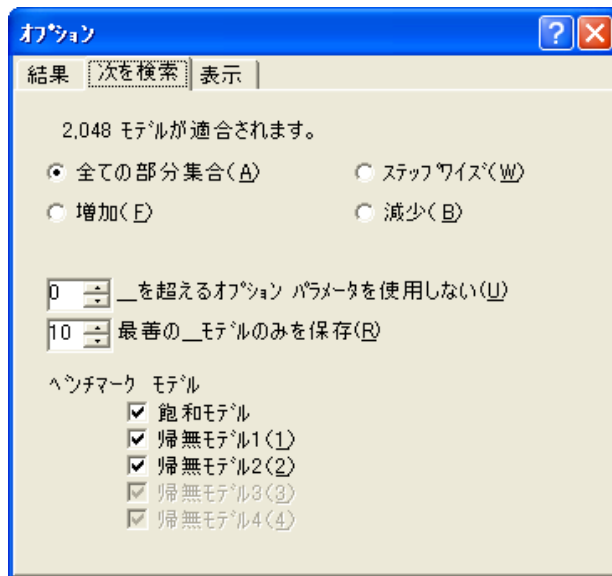 オプション
結果 次を検索 表示
2,048 モデルが適合されます。
全ての部分集合(A) ステップワイズ(W)
増加(F) 減少(B)
0 __を超えるオプション パラメータを使用しない(U)
10 最善の__モデルのみを保存(R)
ベンチマーク モデル
飽和モデル
帰無モデル1(1)
帰無モデル2(2)
帰無モデル3(3)
帰無モデル4(4)